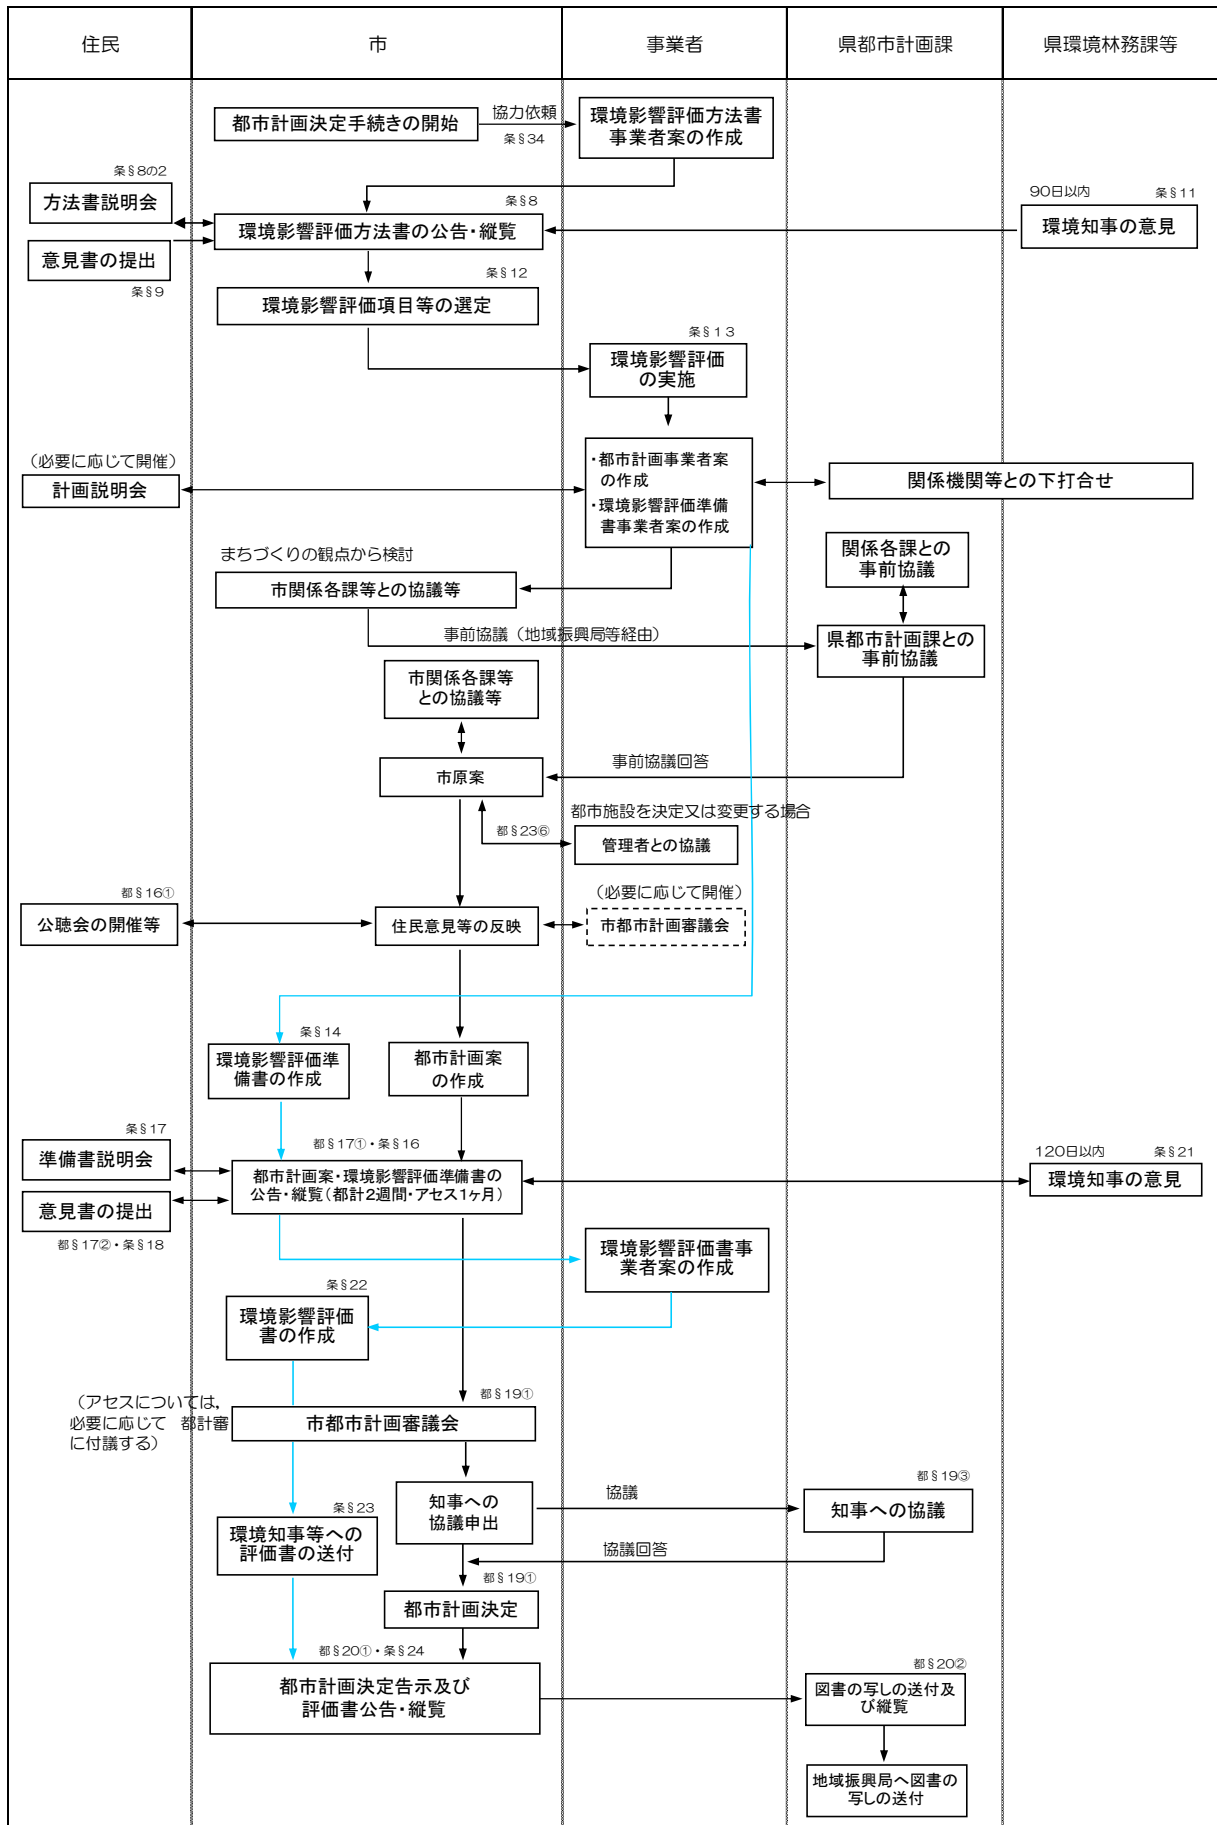 住民
市
事業者
県都市計画課
県環境林務課等
都市計画決定手続きの開始
協力依頼
条§34
環境影響評価方法書
事業者案の作成
条§8の2
方法書説明会
意見書の提出
条§9
条§8
環境影響評価方法書の公告・縦覧
90日以内
条§11
環境知事の意見
条§12
環境影響評価項目等の選定
条§13
環境影響評価
の実施
(必要に応じて開催)
計画説明会
・都市計画事業者案
の作成
・環境影響評価準備
書事業者案の作成
関係機関等との下打合せ
まちづくりの観点から検討
市関係各課等との協議等
関係各課との
事前協議
事前協議(地域振興局等経由)
県都市計画課との
事前協議
市関係各課等
との協議等
市原案
事前協議回答
都市施設を決定又は変更する場合
都§23⑥
管理者との協議
都§16①
公聴会の開催等
住民意見等の反映
(必要に応じて開催)
市都市計画審議会
条§14
環境影響評価準
備書の作成
都市計画案
の作成
条§17
準備書説明会
意見書の提出
都§17②・条§18
都§17①・条§16
都市計画案・環境影響評価準備書の
公告・縦覧(都計2週間・アセス1ヶ月)
120日以内
条§21
環境知事の意見
環境影響評価書事
業者案の作成
条§22
環境影響評価
書の作成
(アセスについては,
必要に応じて 都計審
に付議する)
都§19①
市都市計画審議会
知事への
協議申出
協議
都§19③
知事への協議
条§23
環境知事等への
評価書の送付
協議回答
都§19①
都市計画決定
都§20①・条§24
都市計画決定告示及び
評価書公告・縦覧
都§20②
図書の写しの送付及
び縦覧
地域振興局へ図書の
写しの送付